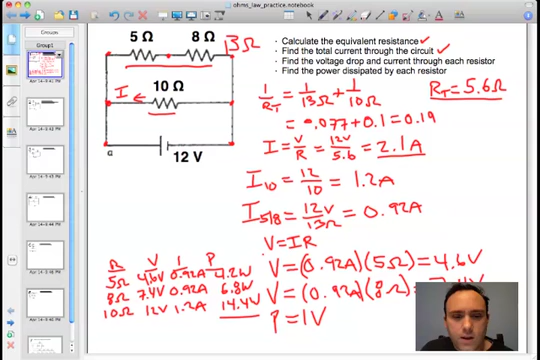 ohms_law_practice.notebook
Group1
5 Ω 8 Ω
13Ω
I
10 Ω
a
12 V
· Calculate the equivalent resistance ✓
· Find the total current through the circuit ✓
· Find the voltage drop and current through each resistor
· Find the power dissipated by each resistor
1/RT = 1/13Ω + 1/10Ω
RT = 5.6Ω
= 0.077 + 0.1 = 0.19
I = V/R = 12V/5.6 = 2.1A
I10 = 12/10 = 1.2A
I5/8 = 12V/13Ω = 0.92A
V = IR
V = (0.92A)(5Ω) = 4.6V
V = (0.92A)(8Ω) =
P = IV
Ω V I P
5Ω 4.6V 0.92A 4.2W
8Ω 7.4V 0.92A 6.8W
10Ω 12V 1.2A 14.4W